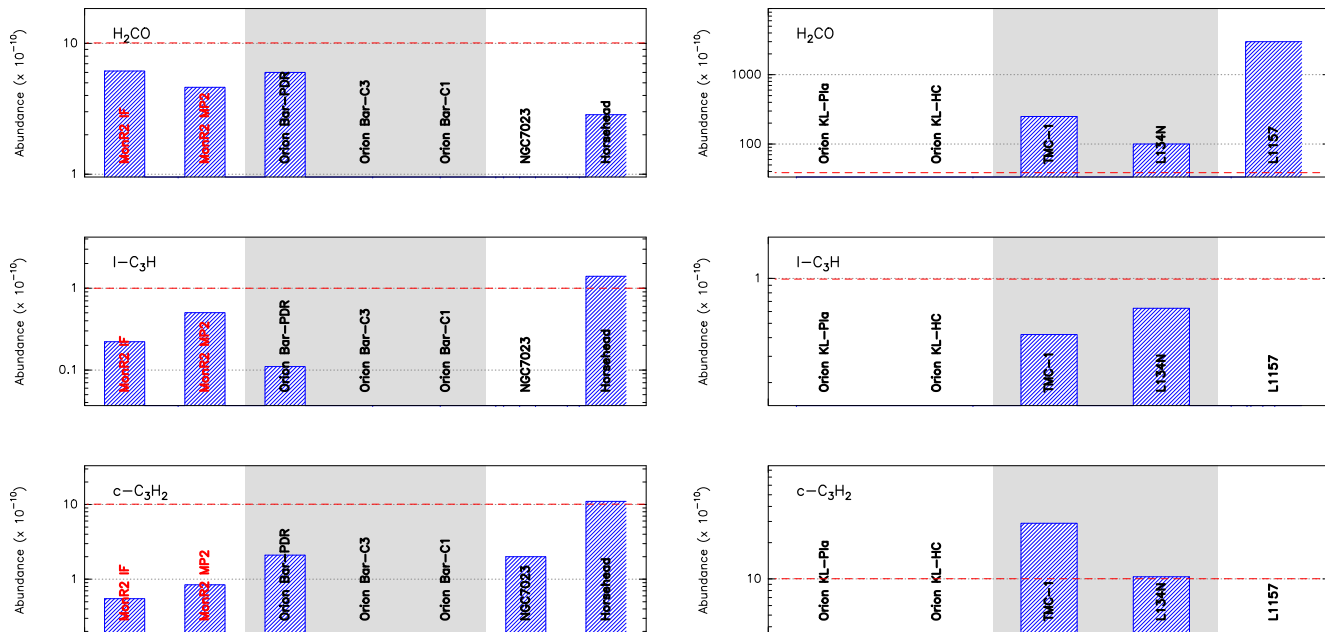 H₂CO
Abundance (x 10⁻¹⁰)
10
1
MonR2 IF
MonR2 MP2
Orion Bar-PDR
Orion Bar-C3
Orion Bar-C1
NGC7023
Horsehead
H₂CO
Abundance (x 10⁻¹⁰)
1000
100
Orion KL-Pla
Orion KL-HC
TMC-1
L134N
L1157
l-C₃H
Abundance (x 10⁻¹⁰)
1
0.1
MonR2 IF
MonR2 MP2
Orion Bar-PDR
Orion Bar-C3
Orion Bar-C1
NGC7023
Horsehead
l-C₃H
Abundance (x 10⁻¹⁰)
1
Orion KL-Pla
Orion KL-HC
TMC-1
L134N
L1157
c-C₃H₂
Abundance (x 10⁻¹⁰)
10
1
MonR2 IF
MonR2 MP2
Orion Bar-PDR
Orion Bar-C3
Orion Bar-C1
NGC7023
Horsehead
c-C₃H₂
Abundance (x 10⁻¹⁰)
10
Orion KL-Pla
Orion KL-HC
TMC-1
L134N
L1157